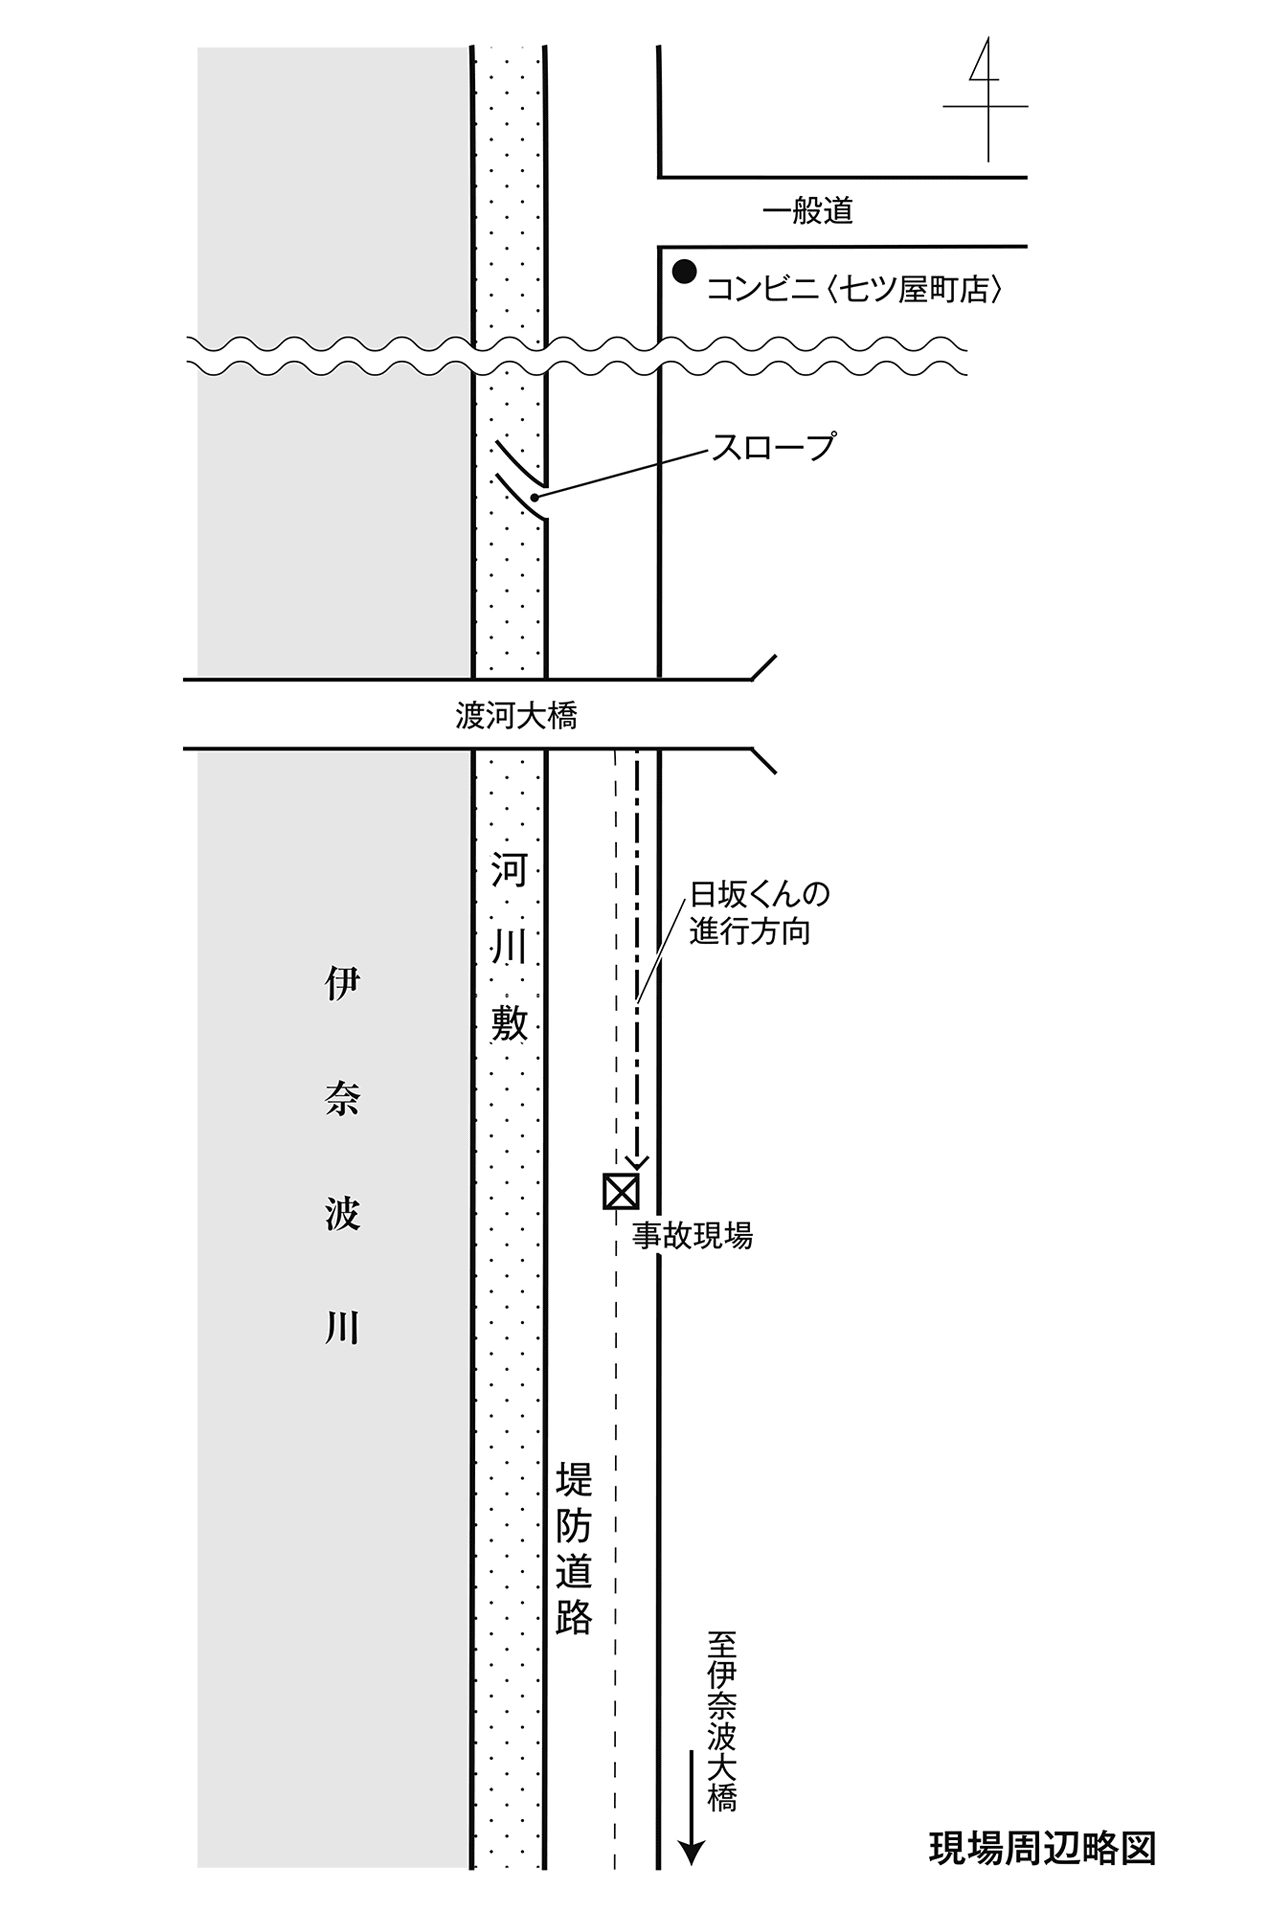 一般道
コンビニ〈七ツ屋町店〉
スロープ
渡河大橋
河川敷
日坂くんの
進行方向
伊奈波川
事故現場
堤防道路
至伊奈波大橋
現場周辺略図